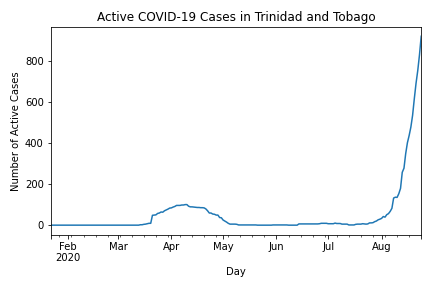 Active COVID-19 Cases in Trinidad and Tobago
Number of Active Cases
800
600
400
200
0
Feb Mar Apr May Jun Jul Aug
2020
Day